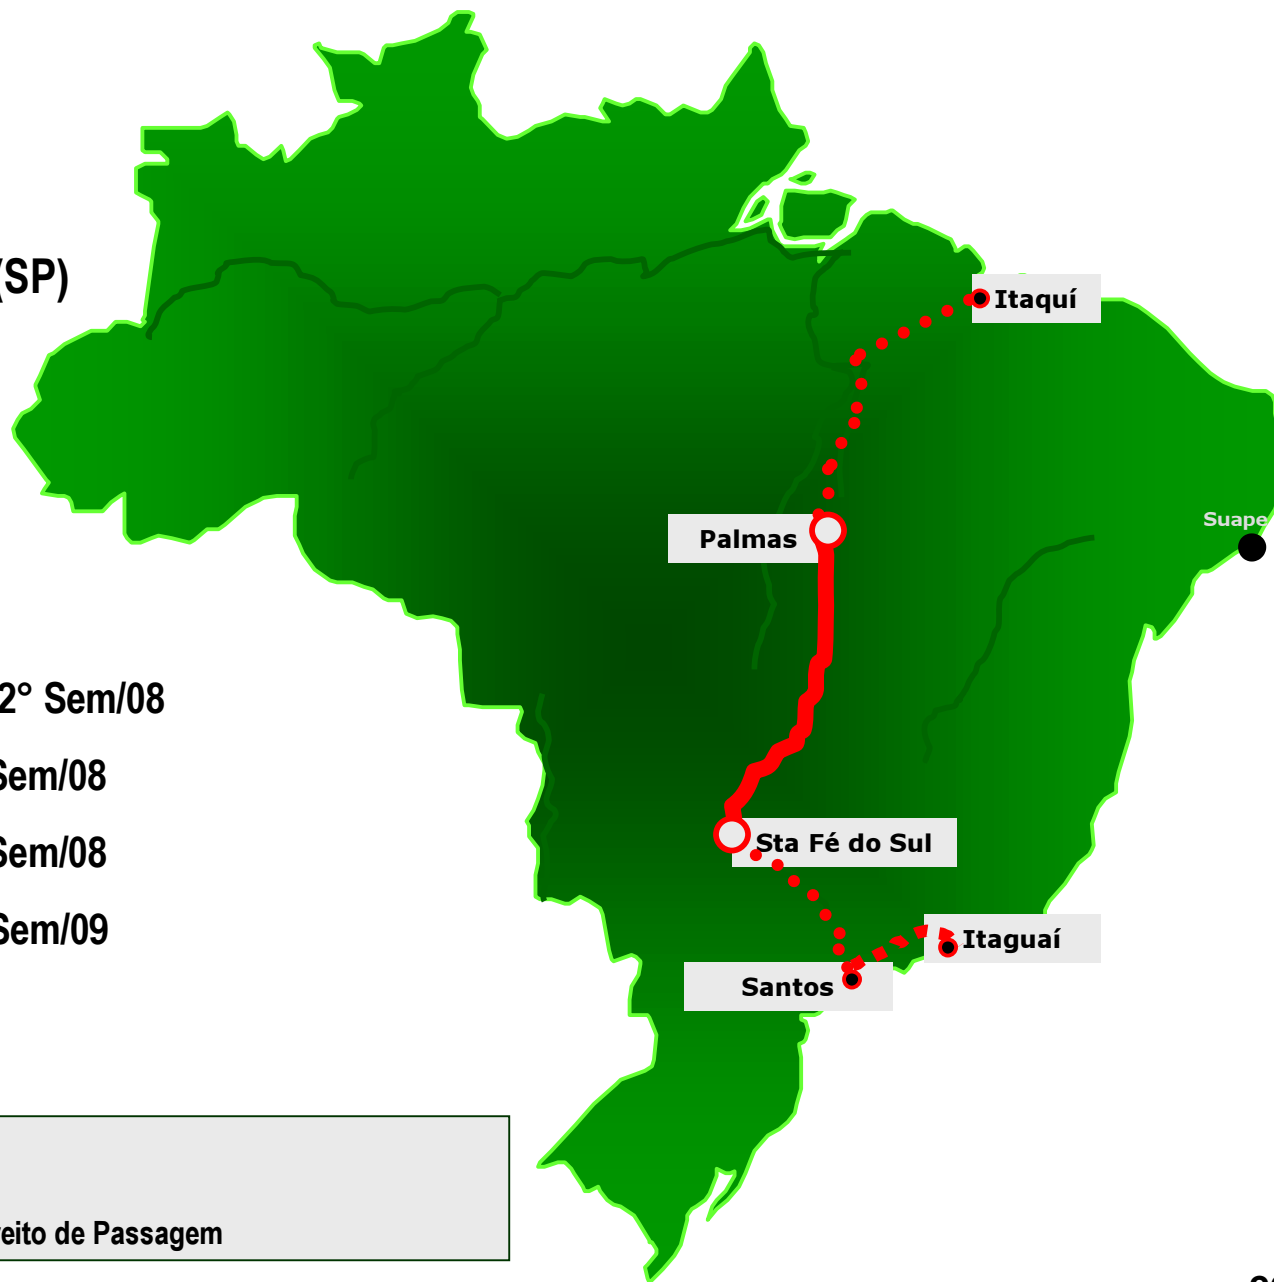 (SP)
Itaquí
Suape
Palmas
2° Sem/08
Sem/08
Sta Fé do Sul
Sem/08
Sem/09
Itaguaí
Santos
eito de Passagem